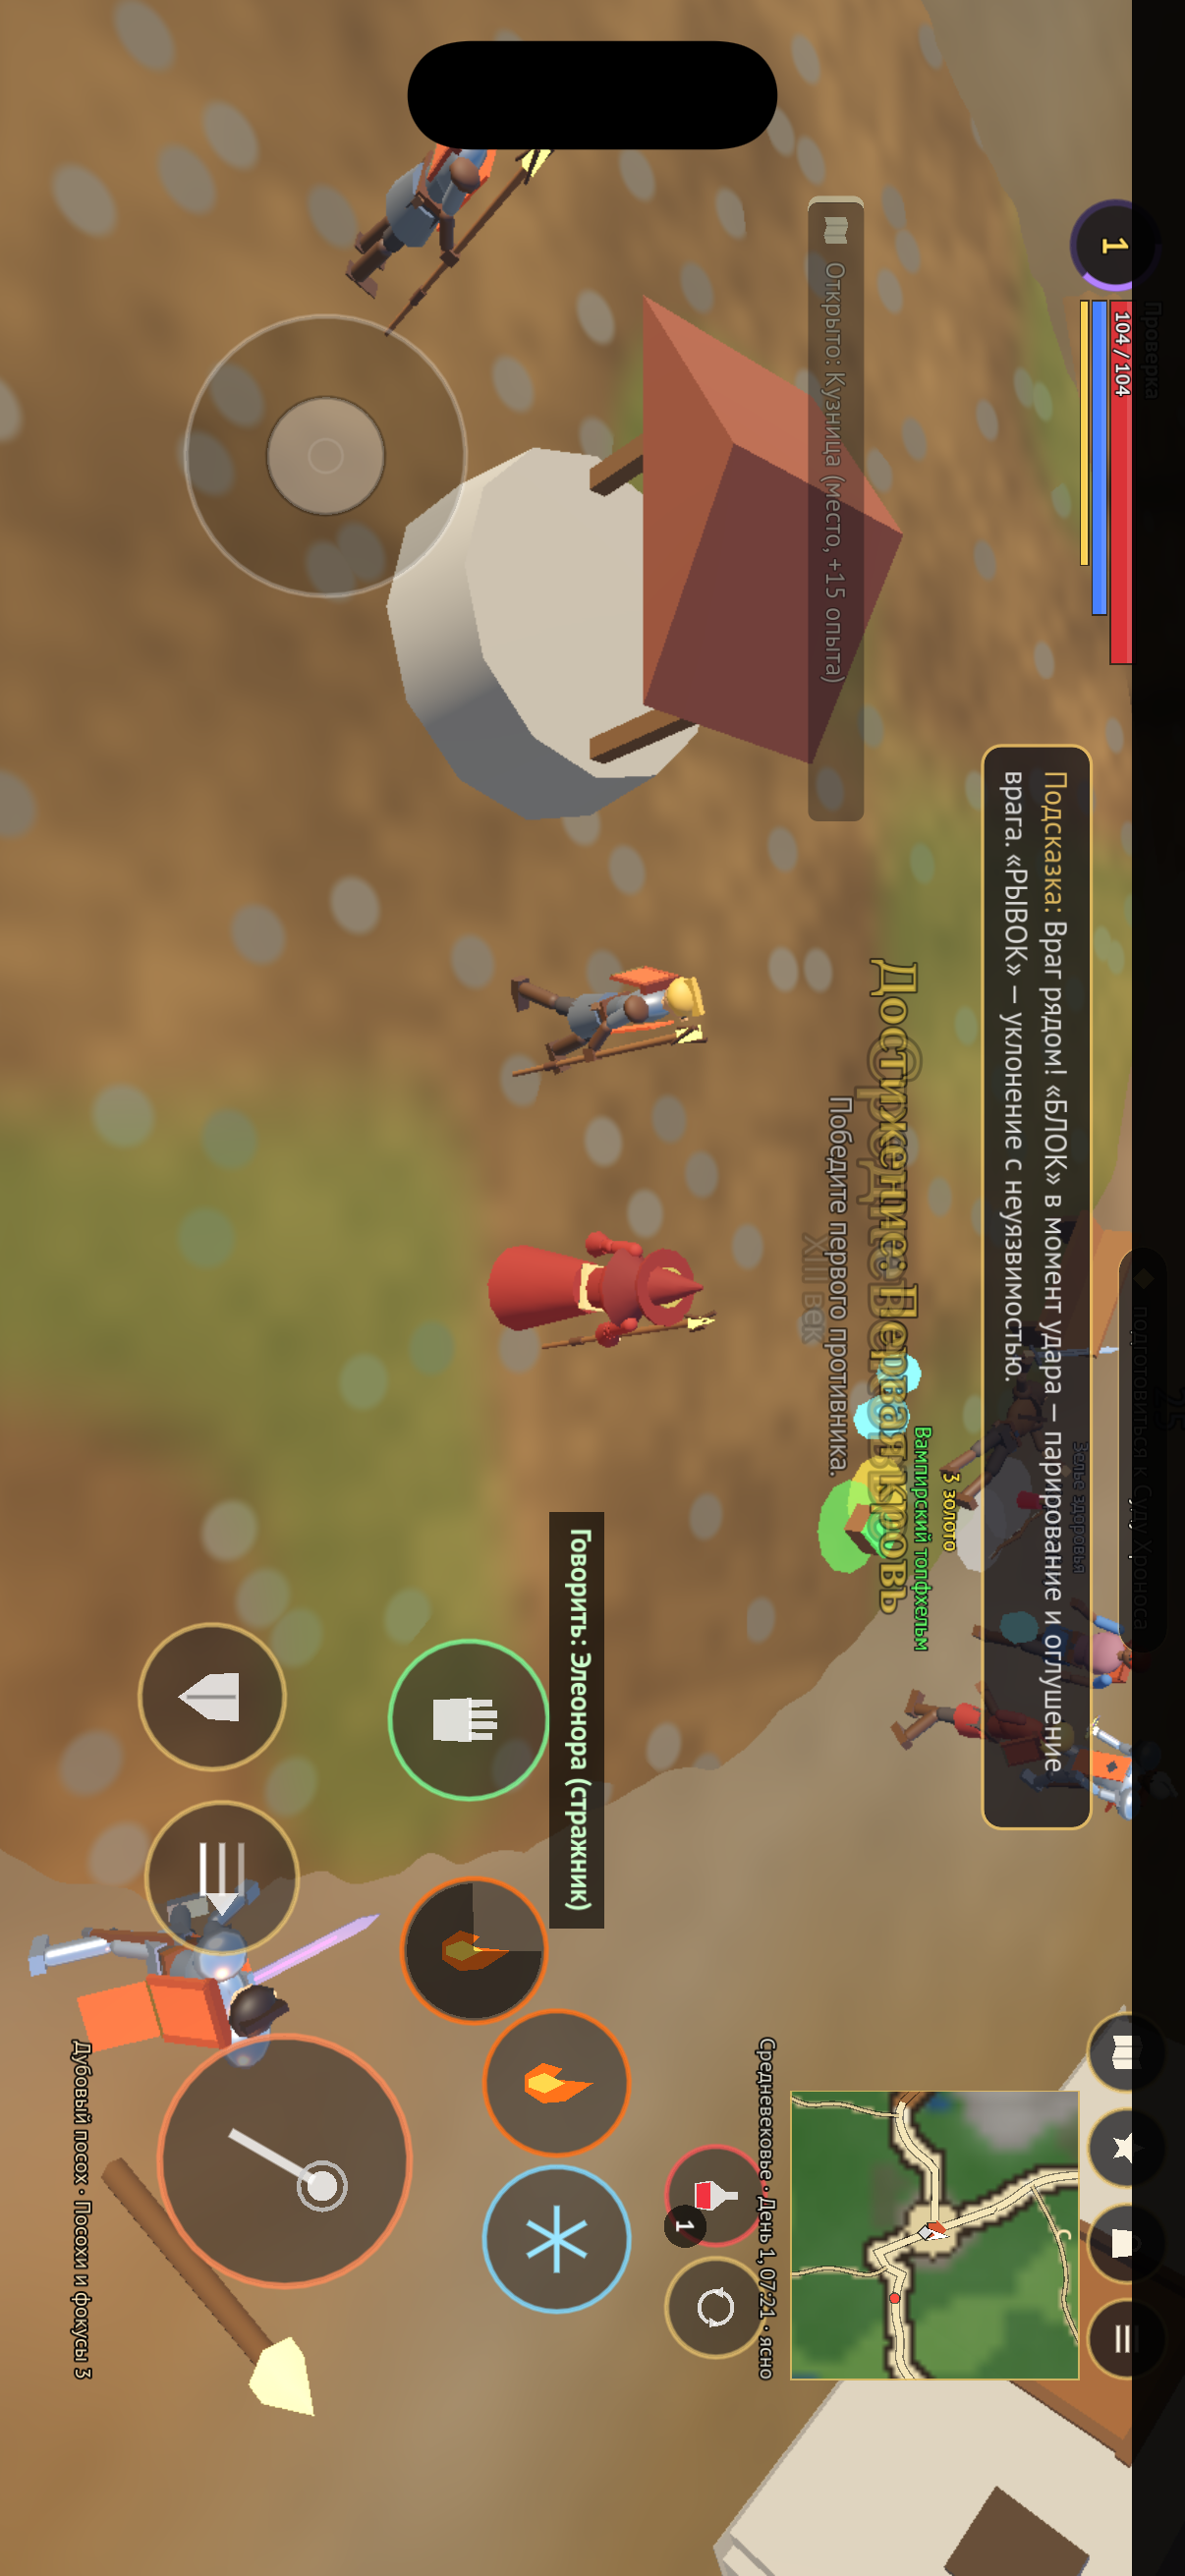 Проверка
1
104 / 104
подготовиться к Суду Хроноса
Подсказка: Враг рядом! «БЛОК» в момент удара — парирование и оглушение
врага. «РЫВОК» — уклонение с неуязвимостью.
Зелье здоровья
3 золото
Вампирский топфхельм
Достижение: Первая кровь
Победите первого противника.
XIII век
Открыто: Кузница (место, +15 опыта)
С
Средневековье · День 1, 07:21 · ясно
1
Говорить: Элеонора (стражник)
Дубовый посох · Посохи и фокусы 3